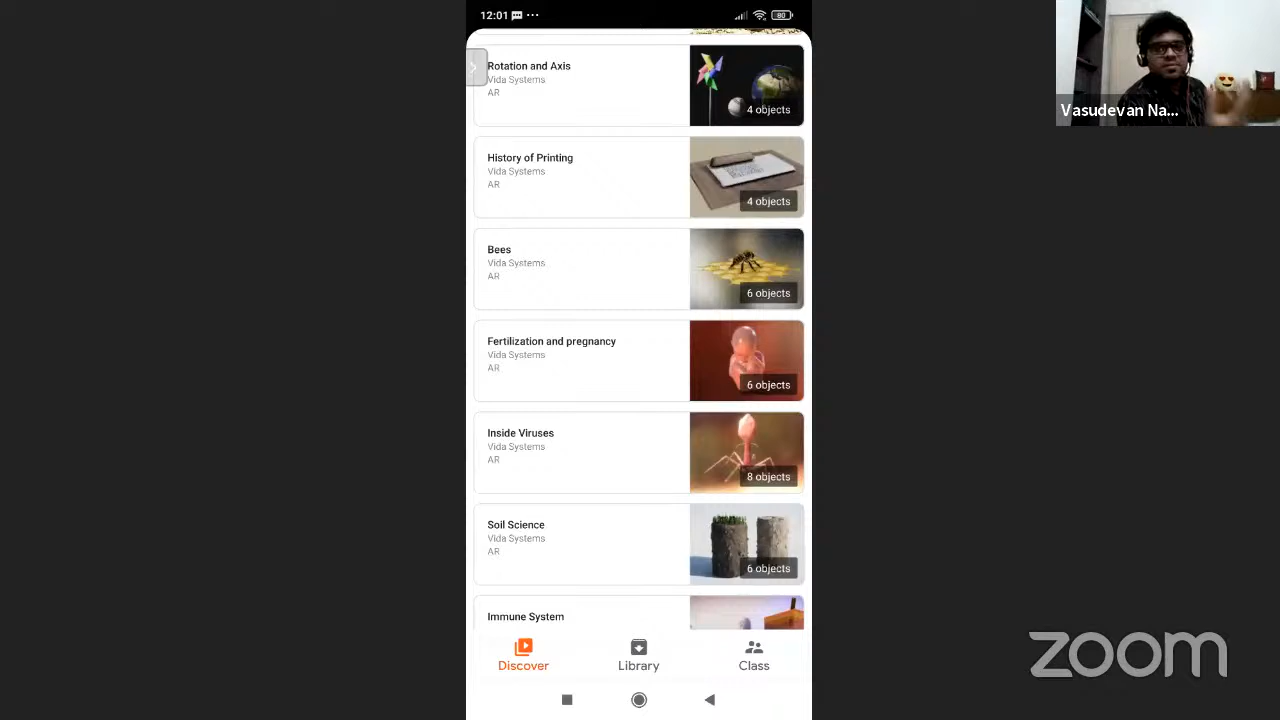 12:01
80
Rotation and Axis
Vida Systems
AR
4 objects
History of Printing
Vida Systems
AR
4 objects
Bees
Vida Systems
AR
6 objects
Fertilization and pregnancy
Vida Systems
AR
6 objects
Inside Viruses
Vida Systems
AR
8 objects
Soil Science
Vida Systems
AR
6 objects
Immune System
Discover
Library
Class
Vasudevan Na...
zoom